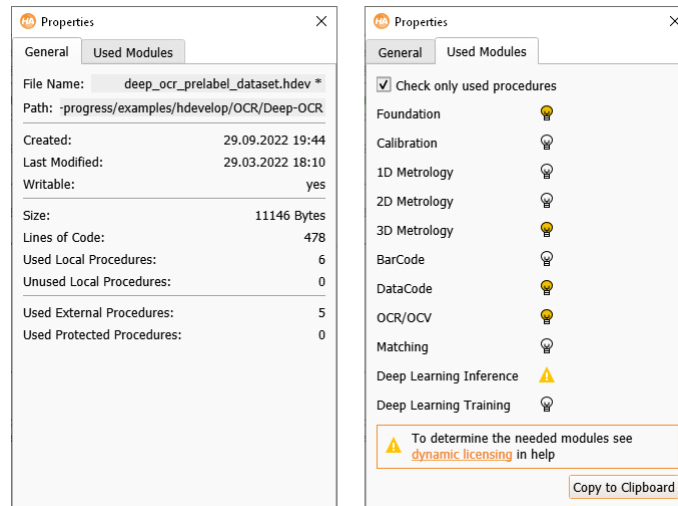 HA Properties
General Used Modules
File Name: deep_ocr_prelabel_dataset.hdev *
Path: -progress/examples/hdevelop/OCR/Deep-OCR
Created: 29.09.2022 19:44
Last Modified: 29.03.2022 18:10
Writable: yes
Size: 11146 Bytes
Lines of Code: 478
Used Local Procedures: 6
Unused Local Procedures: 0
Used External Procedures: 5
Used Protected Procedures: 0
HA Properties
General Used Modules
Check only used procedures
Foundation
Calibration
1D Metrology
2D Metrology
3D Metrology
BarCode
DataCode
OCR/OCV
Matching
Deep Learning Inference
Deep Learning Training
To determine the needed modules see
dynamic licensing in help
Copy to Clipboard